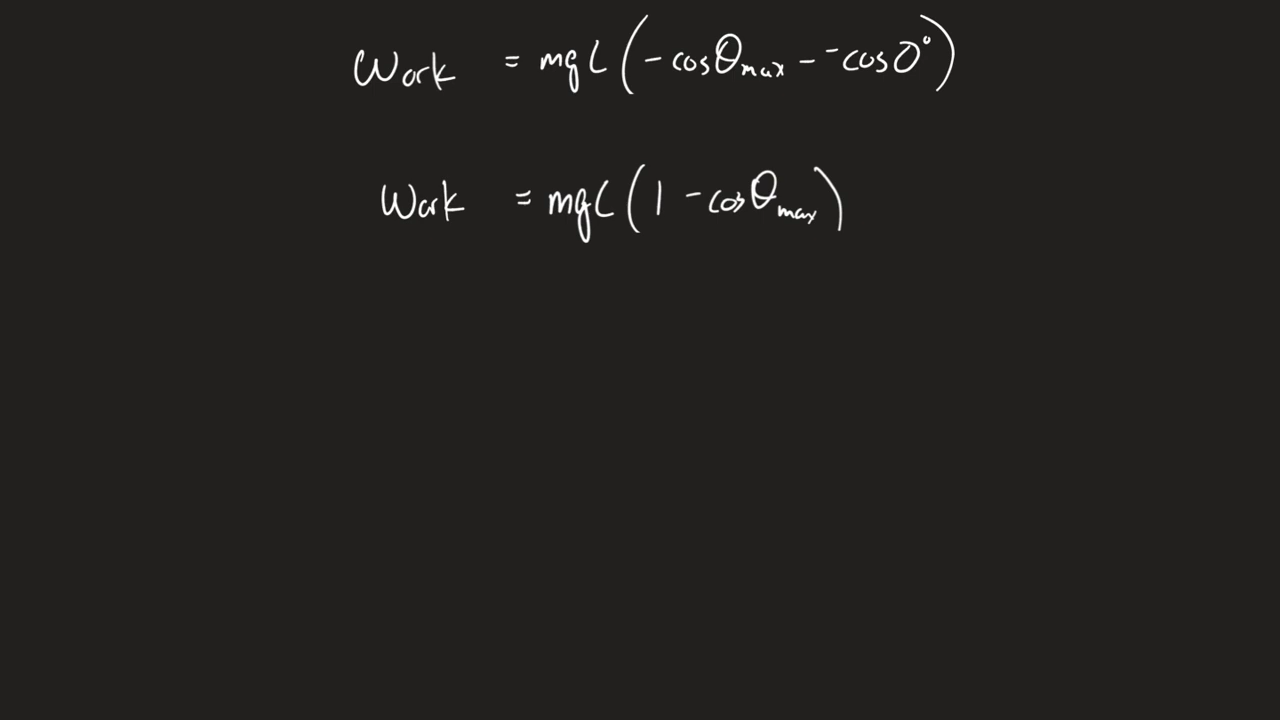 Work = mgL(-cosθmax - -cos0°)
Work = mgL(1 - cosθmax)